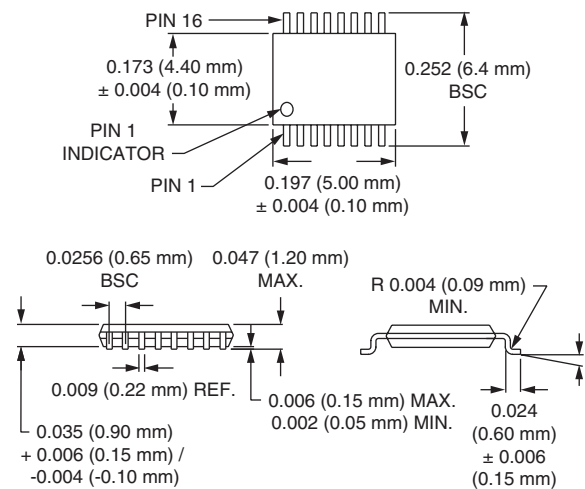 PIN 16
0.173 (4.40 mm)
± 0.004 (0.10 mm)
0.252 (6.4 mm)
BSC
PIN 1
INDICATOR
PIN 1
0.197 (5.00 mm)
± 0.004 (0.10 mm)
0.0256 (0.65 mm)
BSC
0.047 (1.20 mm)
MAX.
R 0.004 (0.09 mm)
MIN.
0.009 (0.22 mm) REF.
0.006 (0.15 mm) MAX.
0.002 (0.05 mm) MIN.
0.035 (0.90 mm)
+ 0.006 (0.15 mm) /
-0.004 (-0.10 mm)
0.024
(0.60 mm)
± 0.006
(0.15 mm)